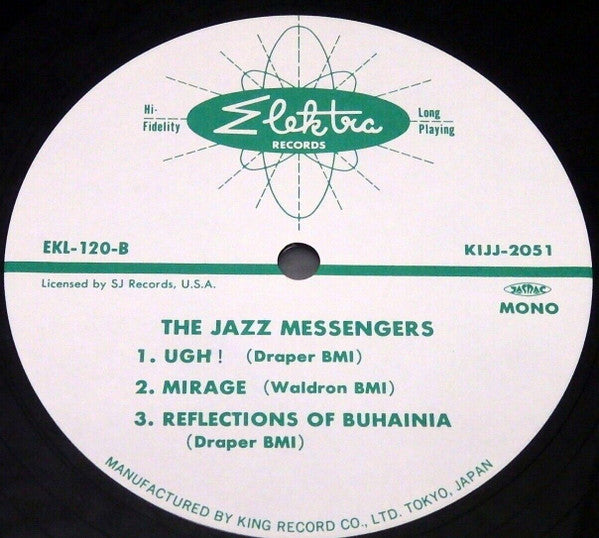 Hi-
Fidelity
Elektra
RECORDS
Long
Playing
EKL-120-B
KIJJ-2051
Licensed by SJ Records, U.S.A.
JASRAC
MONO
THE JAZZ MESSENGERS
1. UGH! (Draper BMI)
2. MIRAGE (Waldron BMI)
3. REFLECTIONS OF BUHAINIA
(Draper BMI)
MANUFACTURED BY KING RECORD CO., LTD. TOKYO, JAPAN